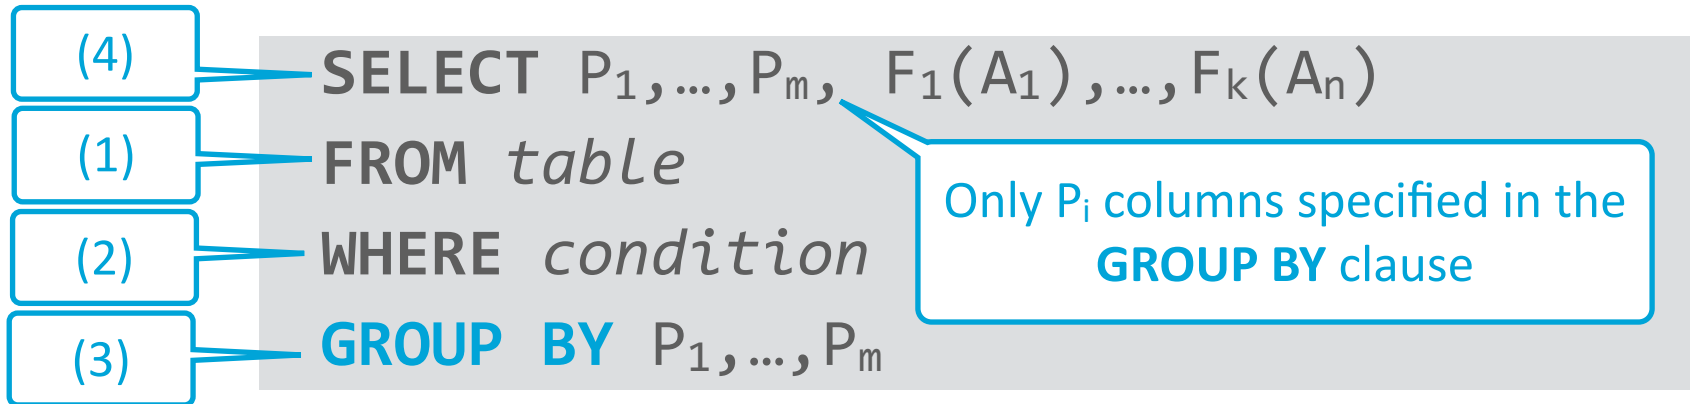 (4)
SELECT P₁,…,Pₘ, F₁(A₁),…,Fₖ(Aₙ)
(1)
FROM table
Only Pᵢ columns specified in the
GROUP BY clause
(2)
WHERE condition
(3)
GROUP BY P₁,…,Pₘ